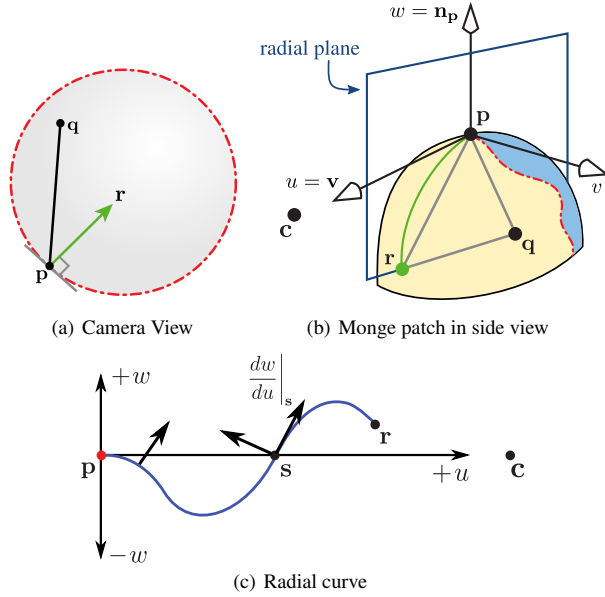 w = n_p
radial plane
q
r
p
p
u = v
v
c
q
r
(a) Camera View
(b) Monge patch in side view
+w
dw/du|_s
p
s
r
+u
c
−w
(c) Radial curve